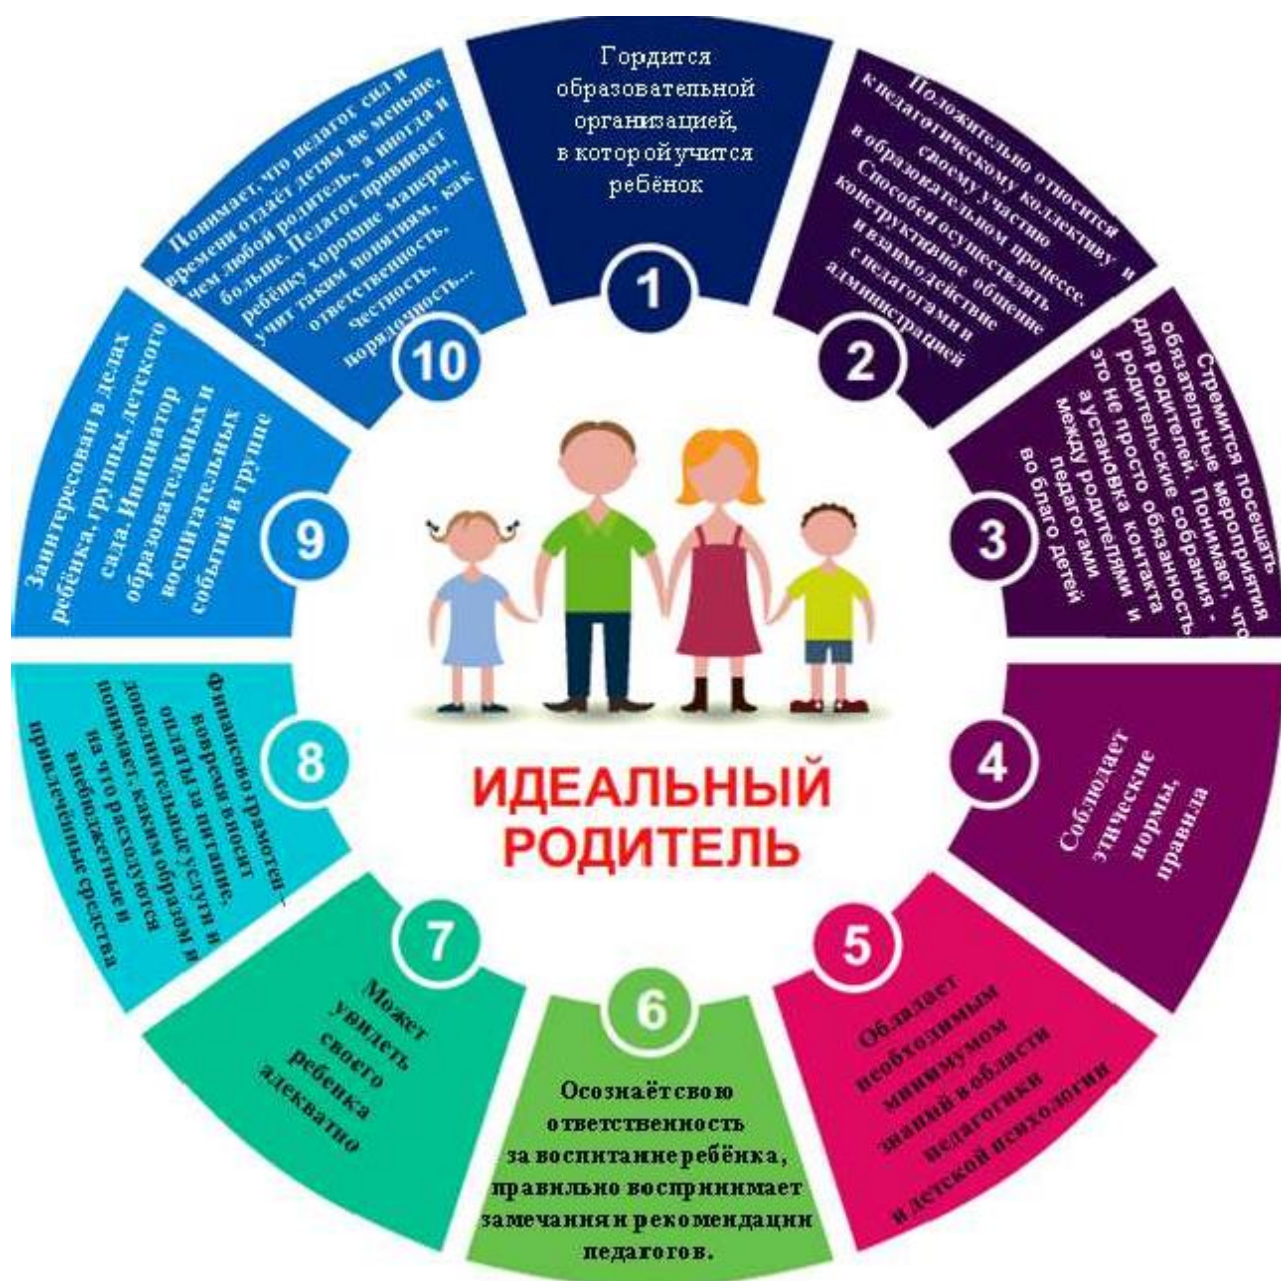 Гордится
образовательной
организацией,
в которой учится
ребёнок
1
Положительно относится
к педагогическому коллективу и
своему участию
в образовательном процессе.
Способен осуществлять
конструктивное общение
и взаимодействие
с педагогами и
администрацией
2
Стремится посещать
обязательные мероприятия
для родителей. Понимает, что
родительские собрания -
это не просто обязанность,
а установка контакта
между родителями и
педагогами
во благо детей
3
Соблюдает
этические
нормы,
правила
4
Обладает
необходимым
минимумом
знаний в области
педагогики
и детской психологии
5
Осознаёт свою
ответственность
за воспитание ребёнка,
правильно воспринимает
замечания и рекомендации
педагогов.
6
Может
увидеть
своего
ребенка
адекватно
7
Финансово грамотен–
вовремя вносит
оплаты за питание,
дополнительные услуги и
понимает, каким образом и
на что расходуются
внебюджетные и
привлечённые средства
8
Заинтересован в делах
ребёнка, группы, детского
сада. Инициатор
образовательных и
воспитательных
событий в группе
9
Понимает, что педагог сил и
времени отдаёт детям не меньше,
чем любой родитель, а иногда и
больше. Педагог прививает
ребёнку хорошие манеры,
учит таким понятиям, как
ответственность,
честность,
порядочность...
10
ИДЕАЛЬНЫЙ
РОДИТЕЛЬ